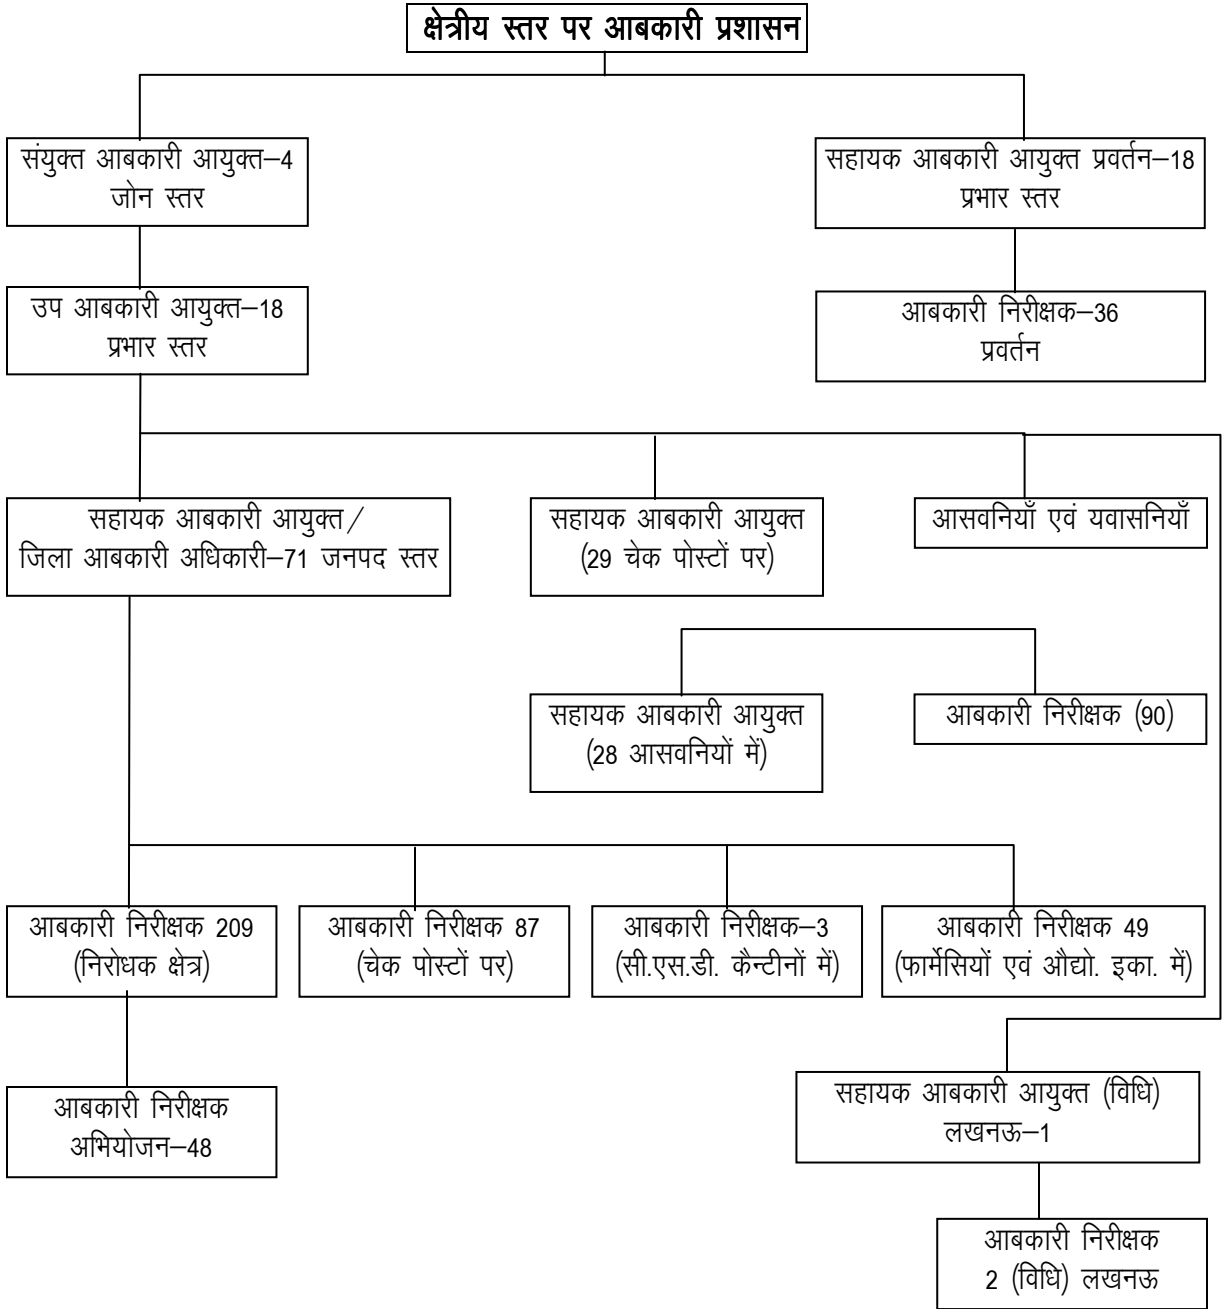 क्षेत्रीय स्तर पर आबकारी प्रशासन
संयुक्त आबकारी आयुक्त–4
जोन स्तर
सहायक आबकारी आयुक्त प्रवर्तन–18
प्रभार स्तर
उप आबकारी आयुक्त–18
प्रभार स्तर
आबकारी निरीक्षक–36
प्रवर्तन
सहायक आबकारी आयुक्त/
जिला आबकारी अधिकारी–71 जनपद स्तर
सहायक आबकारी आयुक्त
(29 चेक पोस्टों पर)
आसवनियाँ एवं यवासनियाँ
सहायक आबकारी आयुक्त
(28 आसवनियों में)
आबकारी निरीक्षक (90)
आबकारी निरीक्षक 209
(निरोधक क्षेत्र)
आबकारी निरीक्षक 87
(चेक पोस्टों पर)
आबकारी निरीक्षक–3
(सी.एस.डी. कैन्टीनों में)
आबकारी निरीक्षक 49
(फार्मेसियों एवं औद्यो. इका. में)
आबकारी निरीक्षक
अभियोजन–48
सहायक आबकारी आयुक्त (विधि)
लखनऊ–1
आबकारी निरीक्षक
2 (विधि) लखनऊ